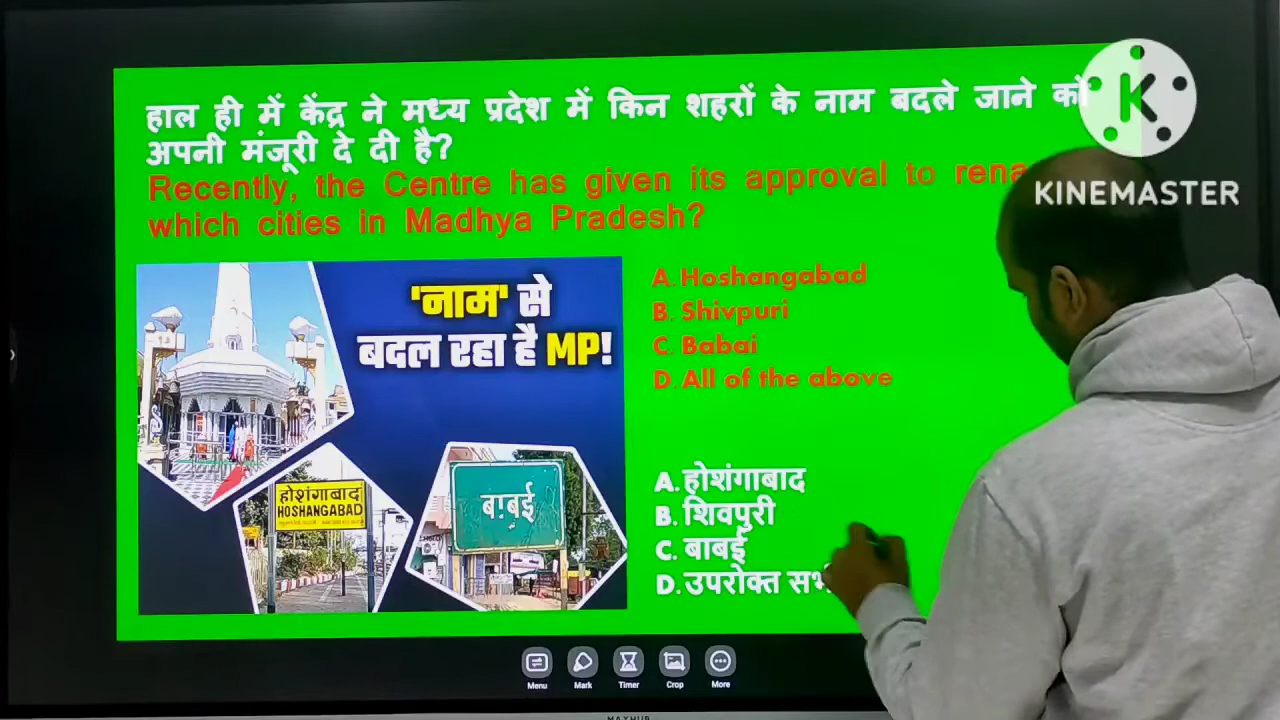 हाल ही में केंद्र ने मध्य प्रदेश में किन शहरों के नाम बदले जाने को
अपनी मंजूरी दे दी है?
Recently, the Centre has given its approval to rena
which cities in Madhya Pradesh?
K
KINEMASTER
'नाम' से
बदल रहा है MP!
होशंगाबाद
HOSHANGABAD
बाबई
A. Hoshangabad
B. Shivpuri
C. Babai
D. All of the above
A. होशंगाबाद
B. शिवपुरी
C. बाबई
D. उपरोक्त सभ
Menu Mark Timer Crop More
MAXHUB